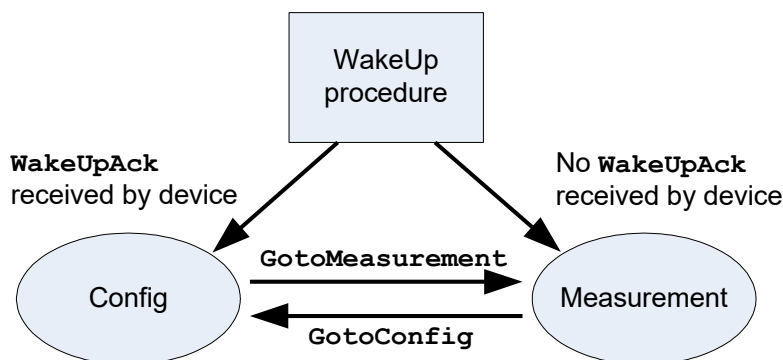 WakeUp
procedure
WakeUpAck
received by device
No WakeUpAck
received by device
GotoMeasurement
Config
Measurement
GotoConfig